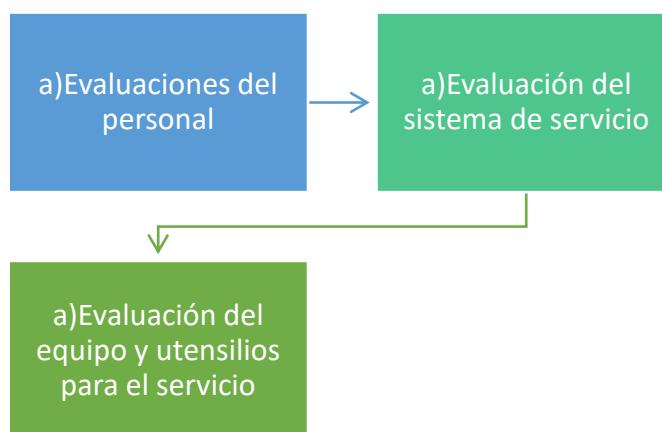 a)Evaluaciones del
personal
a)Evaluación del
sistema de servicio
a)Evaluación del
equipo y utensilios
para el servicio